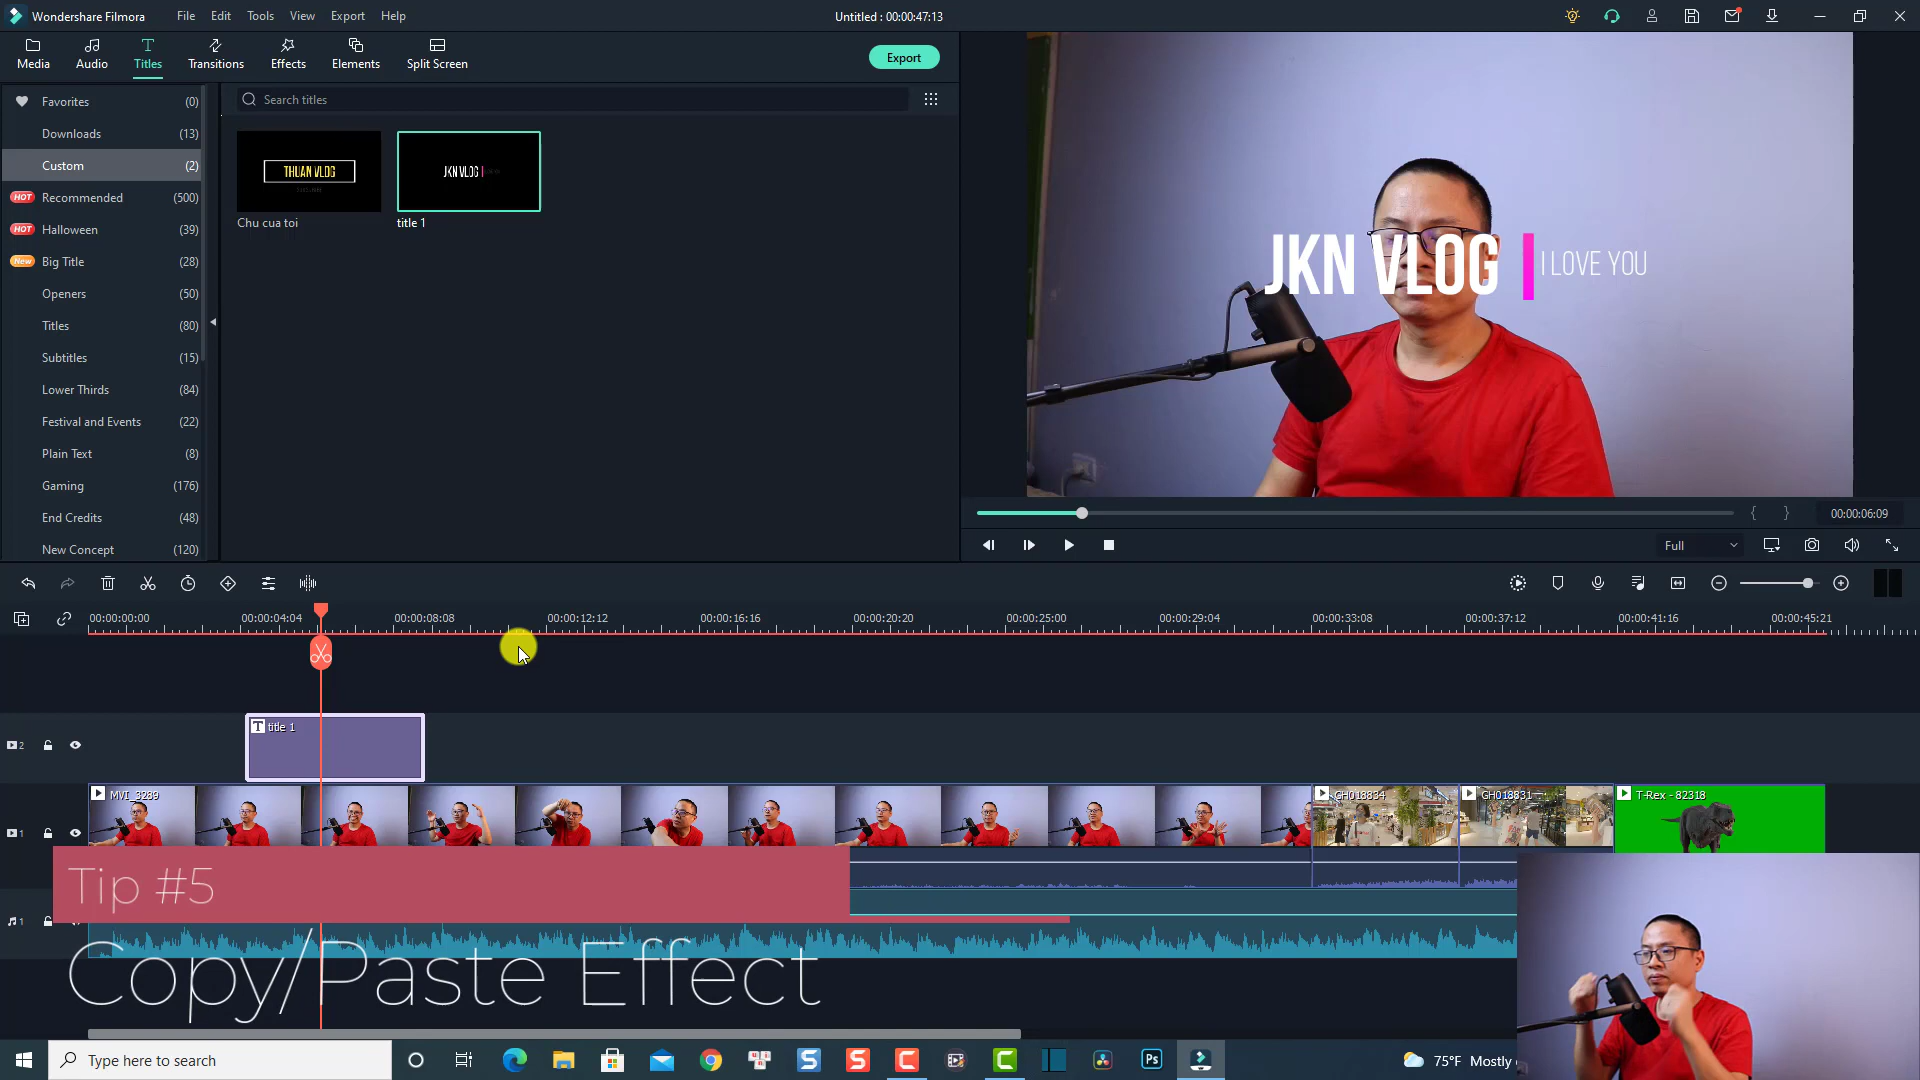 Wondershare Filmora
File Edit Tools View Export Help
Untitled : 00:00:47:13
Media Audio Titles Transitions Effects Elements Split Screen
Export
Favorites (0)
Downloads (13)
Custom (2)
HOT Recommended (500)
HOT Halloween (39)
New Big Title (28)
Openers (50)
Titles (80)
Subtitles (15)
Lower Thirds (84)
Festival and Events (22)
Plain Text (8)
Gaming (176)
End Credits (48)
New Concept (120)
Search titles
THUAN VLOG
Chu cua toi
JKN VLOG
title 1
JKN VLOG I LOVE YOU
{ } 00:00:06:09
Full
00:00:00:00 00:00:04:04 00:00:08:08 00:00:12:12 00:00:16:16 00:00:20:20 00:00:25:00 00:00:29:04 00:00:33:08 00:00:37:12 00:00:41:16 00:00:45:21
2
T title 1
1
MVI_3289
GH018834
GH018831
T-Rex - 82318
1
Tip #5
Copy/Paste Effect
Type here to search
S S C C Ps
75°F Mostly